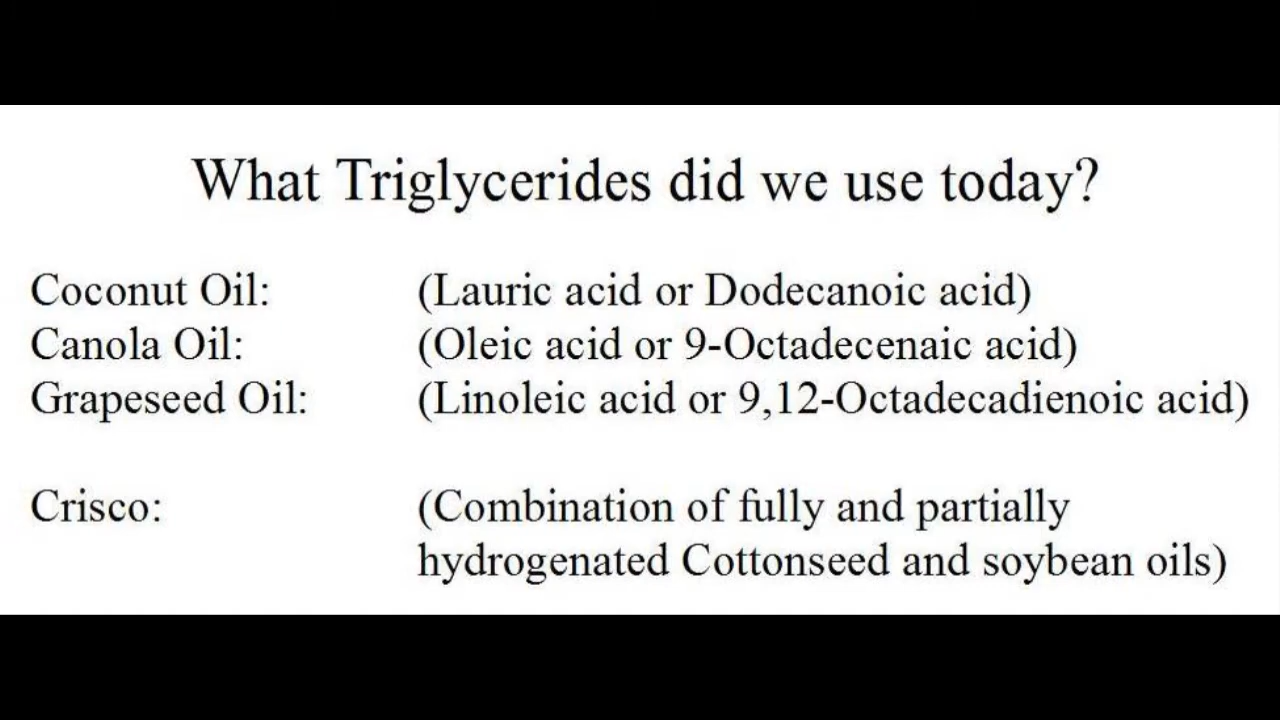 What Triglycerides did we use today?
Coconut Oil: (Lauric acid or Dodecanoic acid)
Canola Oil: (Oleic acid or 9-Octadecenaic acid)
Grapeseed Oil: (Linoleic acid or 9,12-Octadecadienoic acid)
Crisco: (Combination of fully and partially
hydrogenated Cottonseed and soybean oils)